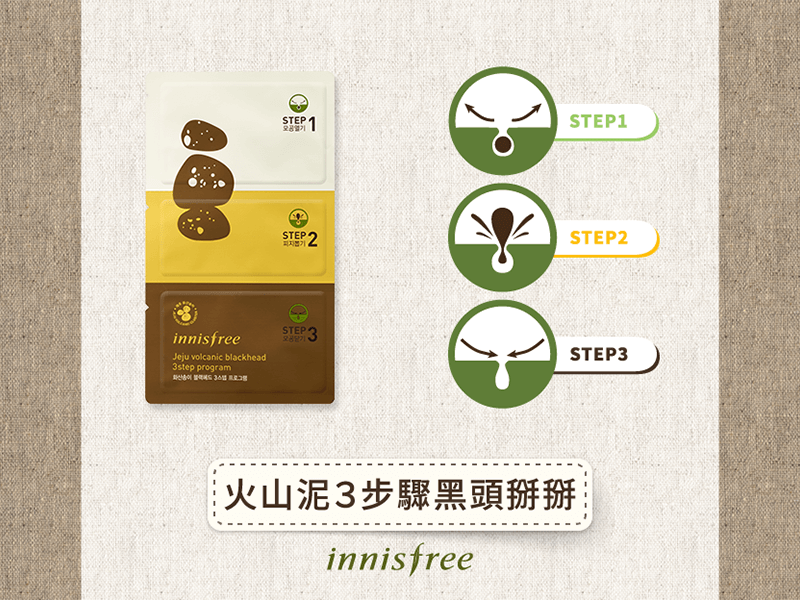 STEP 1
모공열기
STEP 2
피지뽑기
STEP 3
모공닫기
innisfree
Jeju volcanic blackhead
3step program
화산송이 블랙헤드 3스텝 프로그램
STEP1
STEP2
STEP3
火山泥3步驟黑頭掰掰
innisfree